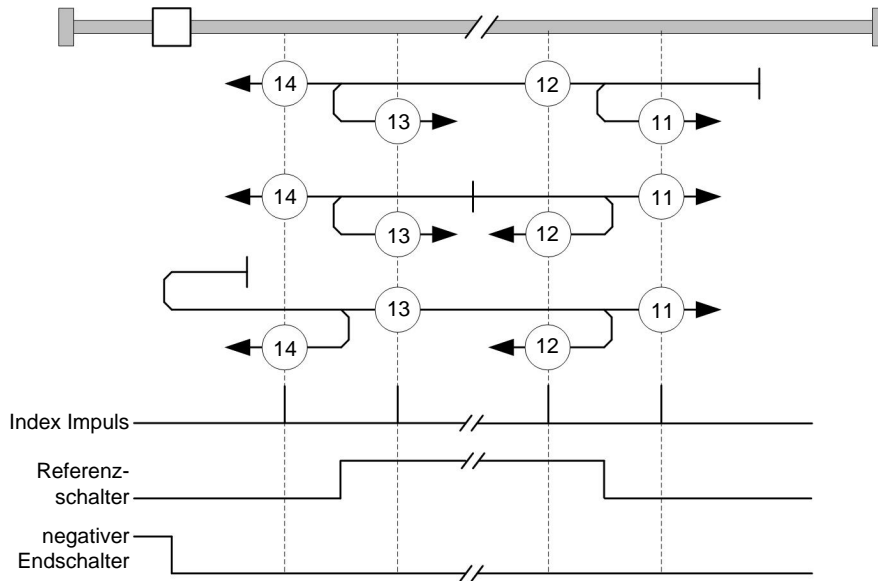 14
12
13
11
14
11
13
12
13
11
14
12
Index Impuls
Referenz-
schalter
negativer
Endschalter